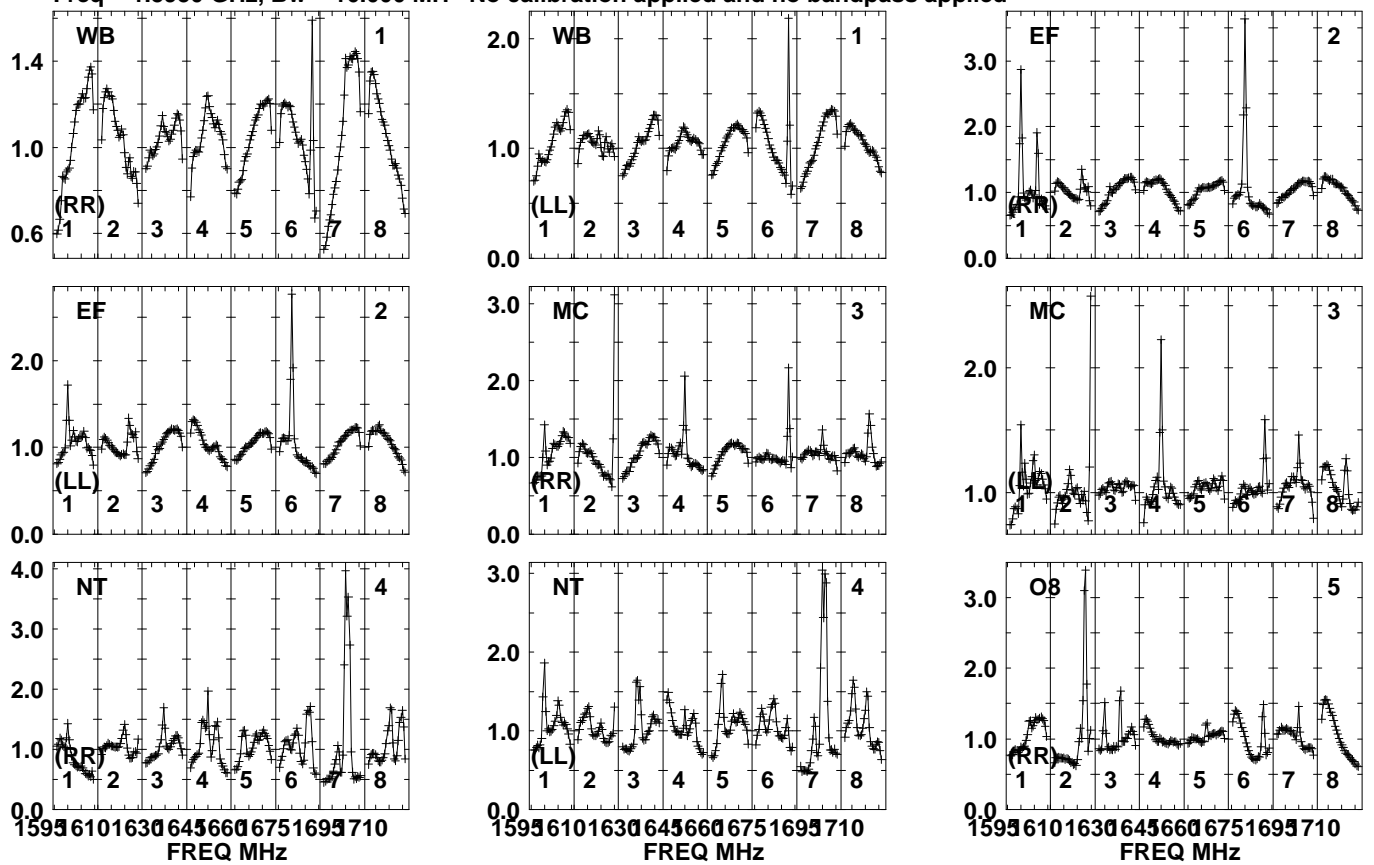 No calibration applied and no bandpass applied
WB 1
1.4
1.0
0.6
(RR)
1 2 3 4 5 6 7 8
WB 1
2.0
1.0
0.0
(LL)
1 2 3 4 5 6 7 8
EF 2
3.0
2.0
1.0
0.0
(RR)
1 2 3 4 5 6 7 8
EF 2
2.0
1.0
0.0
(LL)
1 2 3 4 5 6 7 8
MC 3
3.0
2.0
1.0
0.0
(RR)
1 2 3 4 5 6 7 8
MC 3
2.0
1.0
(LL)
1 2 3 4 5 6 7 8
NT 4
4.0
3.0
2.0
1.0
0.0
(RR)
1 2 3 4 5 6 7 8
1595 1610 1630 1645 1660 1675 1695 1710
FREQ MHz
NT 4
3.0
2.0
1.0
0.0
(LL)
1 2 3 4 5 6 7 8
1595 1610 1630 1645 1660 1675 1695 1710
FREQ MHz
O8 5
3.0
2.0
1.0
0.0
(RR)
1 2 3 4 5 6 7 8
1595 1610 1630 1645 1660 1675 1695 1710
FREQ MHz